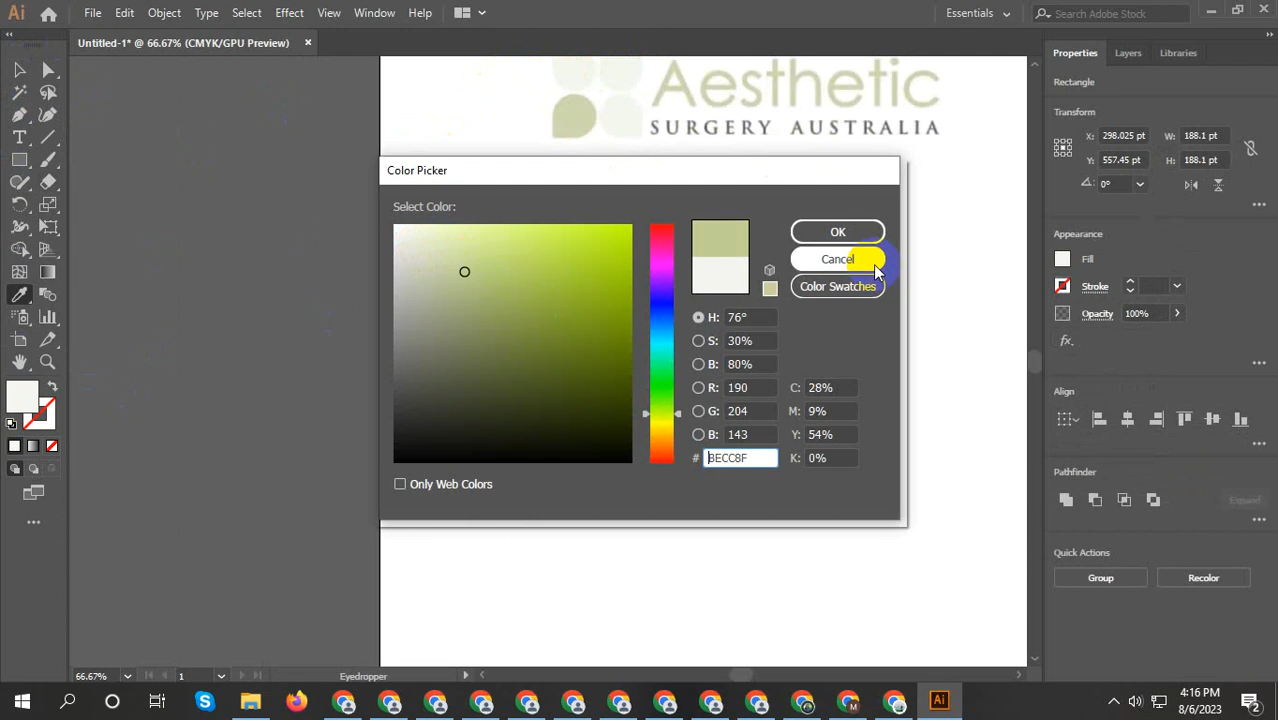 Ai File Edit Object Type Select Effect View Window Help Essentials Search Adobe Stock
Untitled-1* @ 66.67% (CMYK/GPU Preview) ×
Properties Layers Libraries
Rectangle
Transform
X: 298.025 pt W: 188.1 pt
Y: 557.45 pt H: 188.1 pt
0°
Appearance
Fill
Stroke
Opacity 100%
fx.
Align
Pathfinder
Expand
Quick Actions
Group Recolor
Aesthetic
SURGERY AUSTRALIA
Color Picker
Select Color:
OK
Cancel
Color Swatches
H: 76°
S: 30%
B: 80%
R: 190 C: 28%
G: 204 M: 9%
B: 143 Y: 54%
# BECC8F K: 0%
Only Web Colors
66.67% 1 Eyedropper
4:16 PM
8/6/2023
M
Ai
2